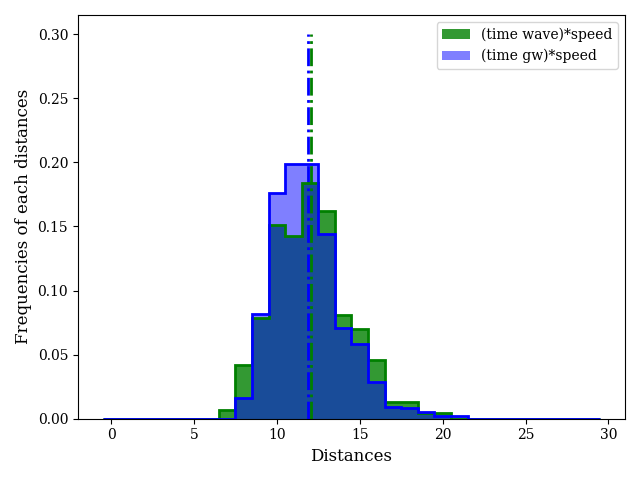 (time wave)*speed
(time gw)*speed
Frequencies of each distances
0.30
0.25
0.20
0.15
0.10
0.05
0.00
0 5 10 15 20 25 30
Distances